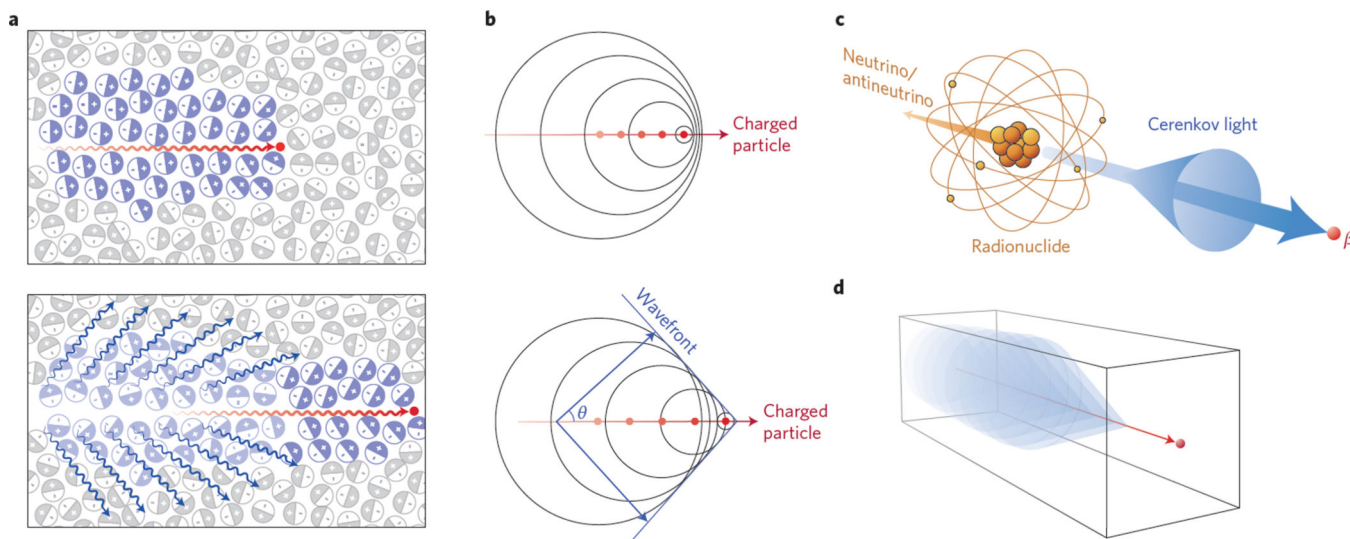 a
b
c
Neutrino/
antineutrino
Charged
particle
Cerenkov light
Radionuclide
β
d
Wavefront
θ
Charged
particle